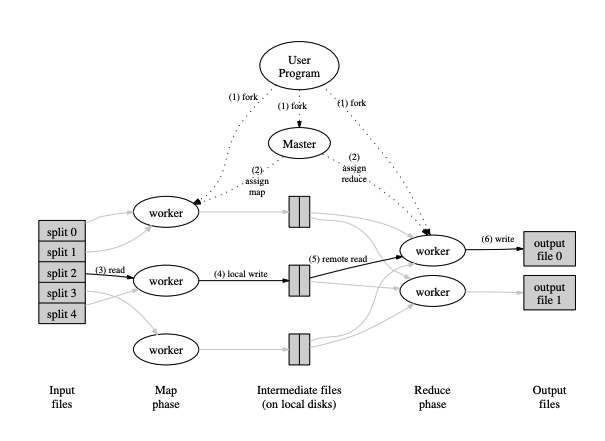 User
Program
(1) fork
(1) fork
(1) fork
Master
(2)
assign
map
(2)
assign
reduce
worker
split 0
split 1
split 2
split 3
split 4
(3) read
worker
(4) local write
(5) remote read
worker
(6) write
output
file 0
worker
output
file 1
worker
Input
files
Map
phase
Intermediate files
(on local disks)
Reduce
phase
Output
files